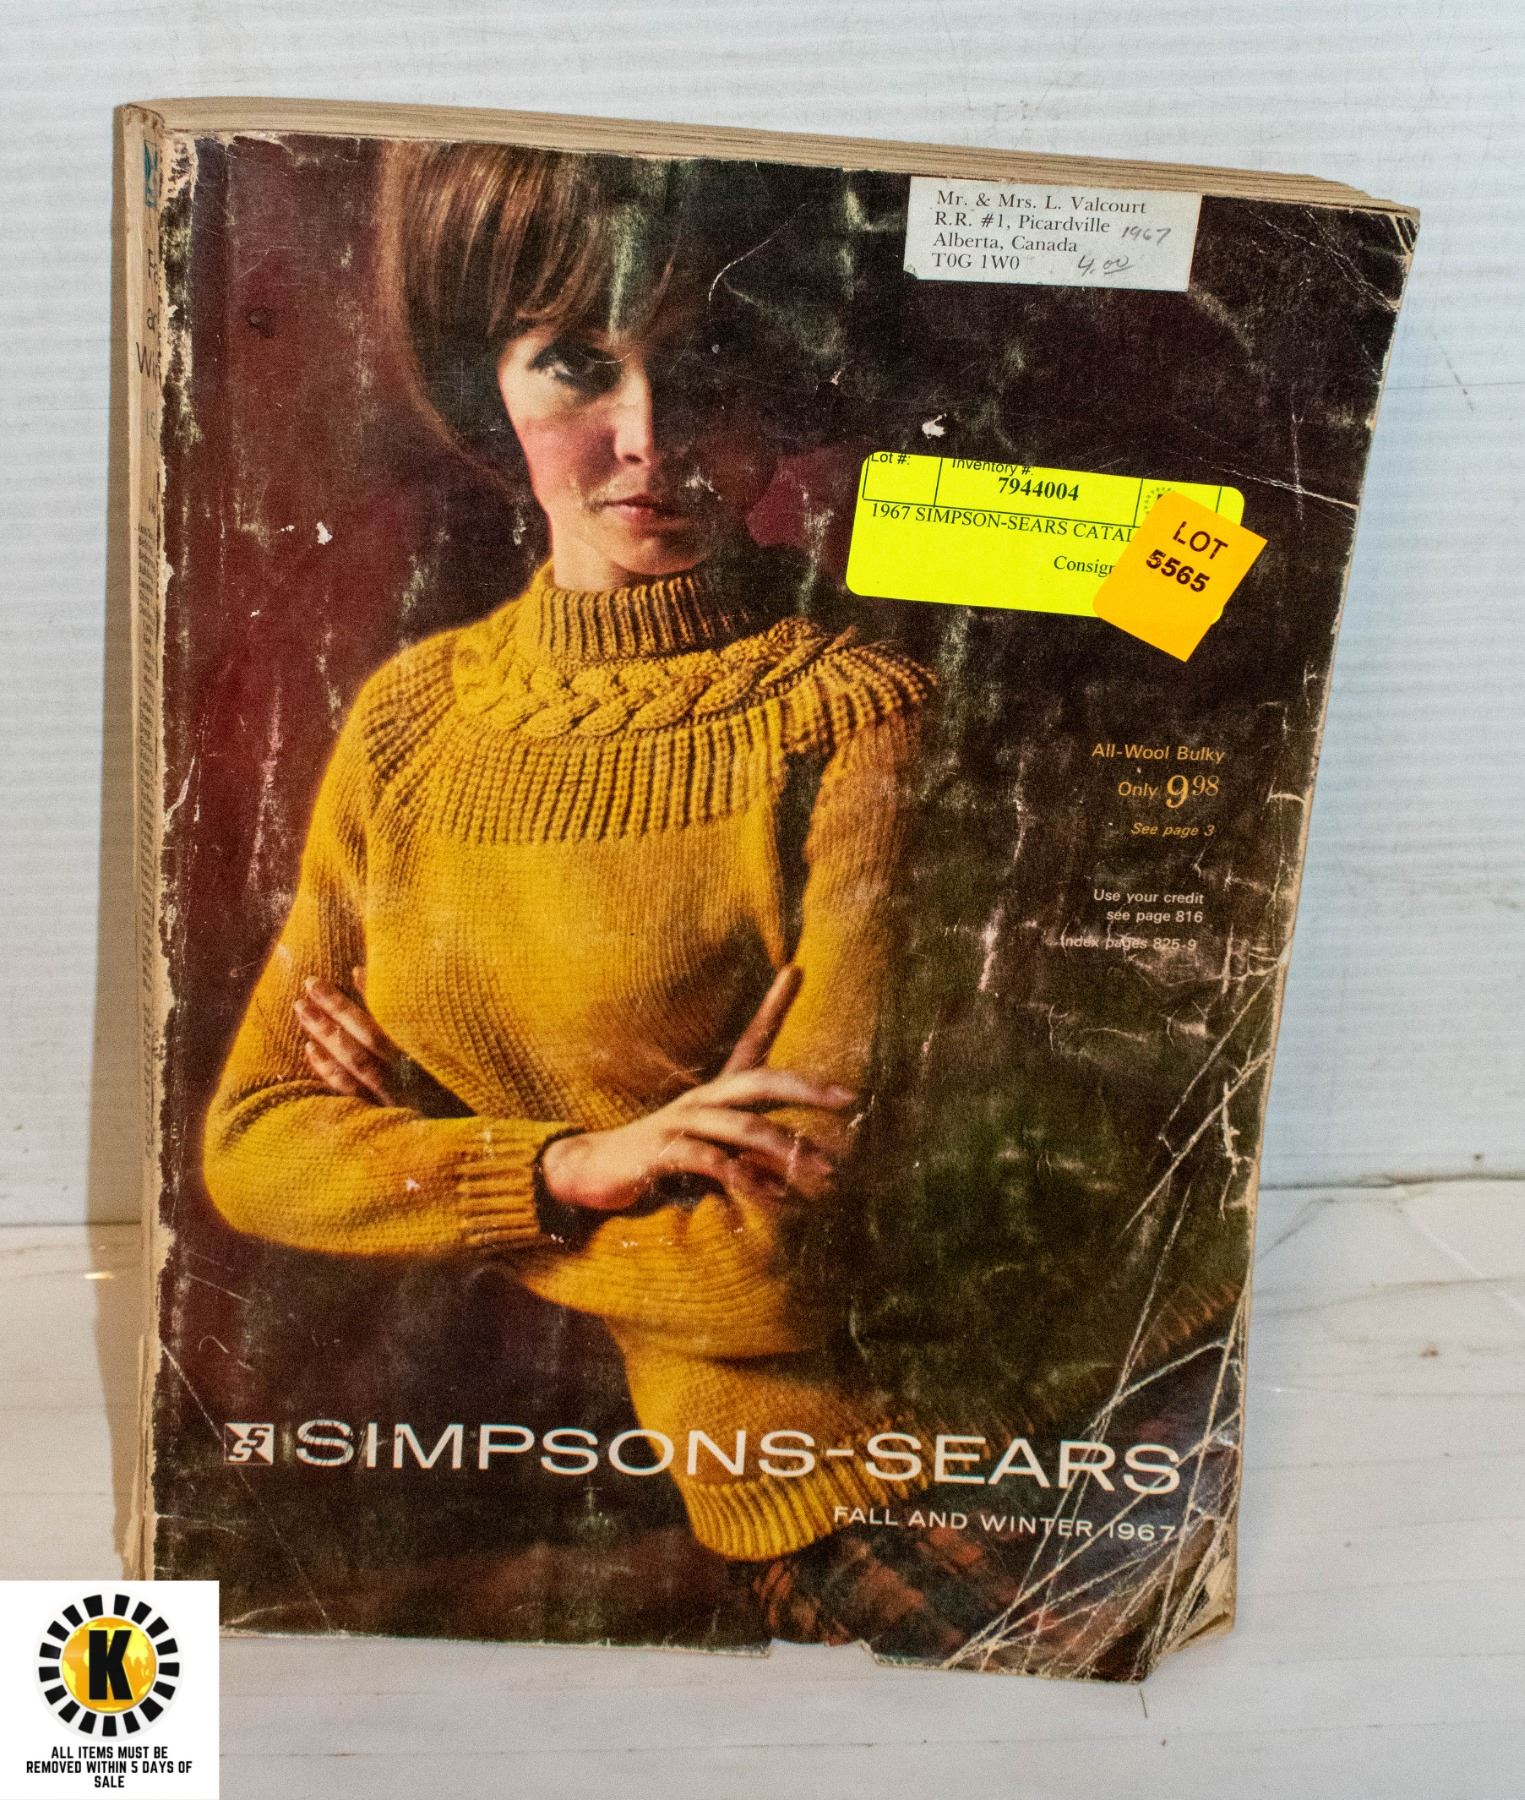 Mr. & Mrs. L. Valcourt
R.R. #1, Picardville 1967
Alberta, Canada
T0G 1W0 4.00
Lot #: Inventory #:
7944004
1967 SIMPSON-SEARS CATAL
Consign
LOT
5565
All-Wool Bulky
Only 9 98
See page 3
Use your credit
see page 816
Index pages 825-9
SIMPSONS-SEARS
FALL AND WINTER 1967
K
ALL ITEMS MUST BE
REMOVED WITHIN 5 DAYS OF
SALE